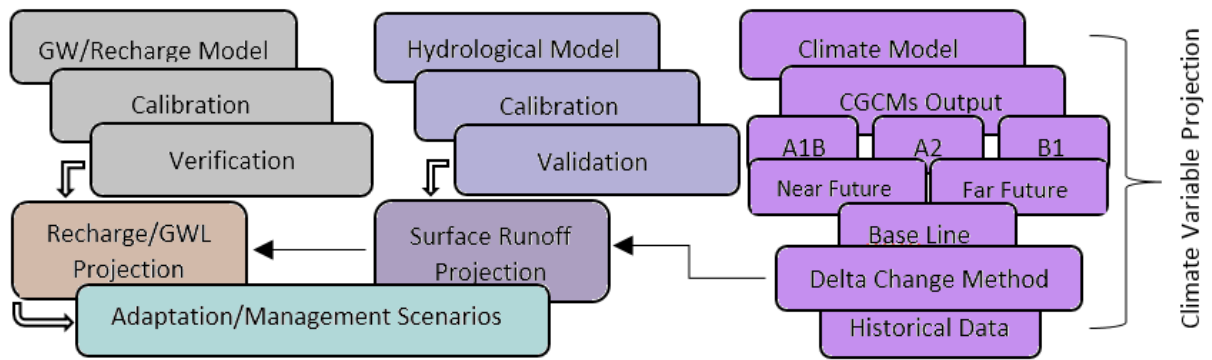 GW/Recharge Model
Calibration
Verification
Recharge/GWL
Projection
Hydrological Model
Calibration
Validation
Surface Runoff
Projection
Adaptation/Management Scenarios
Climate Model
CGCMs Output
A1B
A2
B1
Near Future
Far Future
Base Line
Delta Change Method
Historical Data
Climate Variable Projection